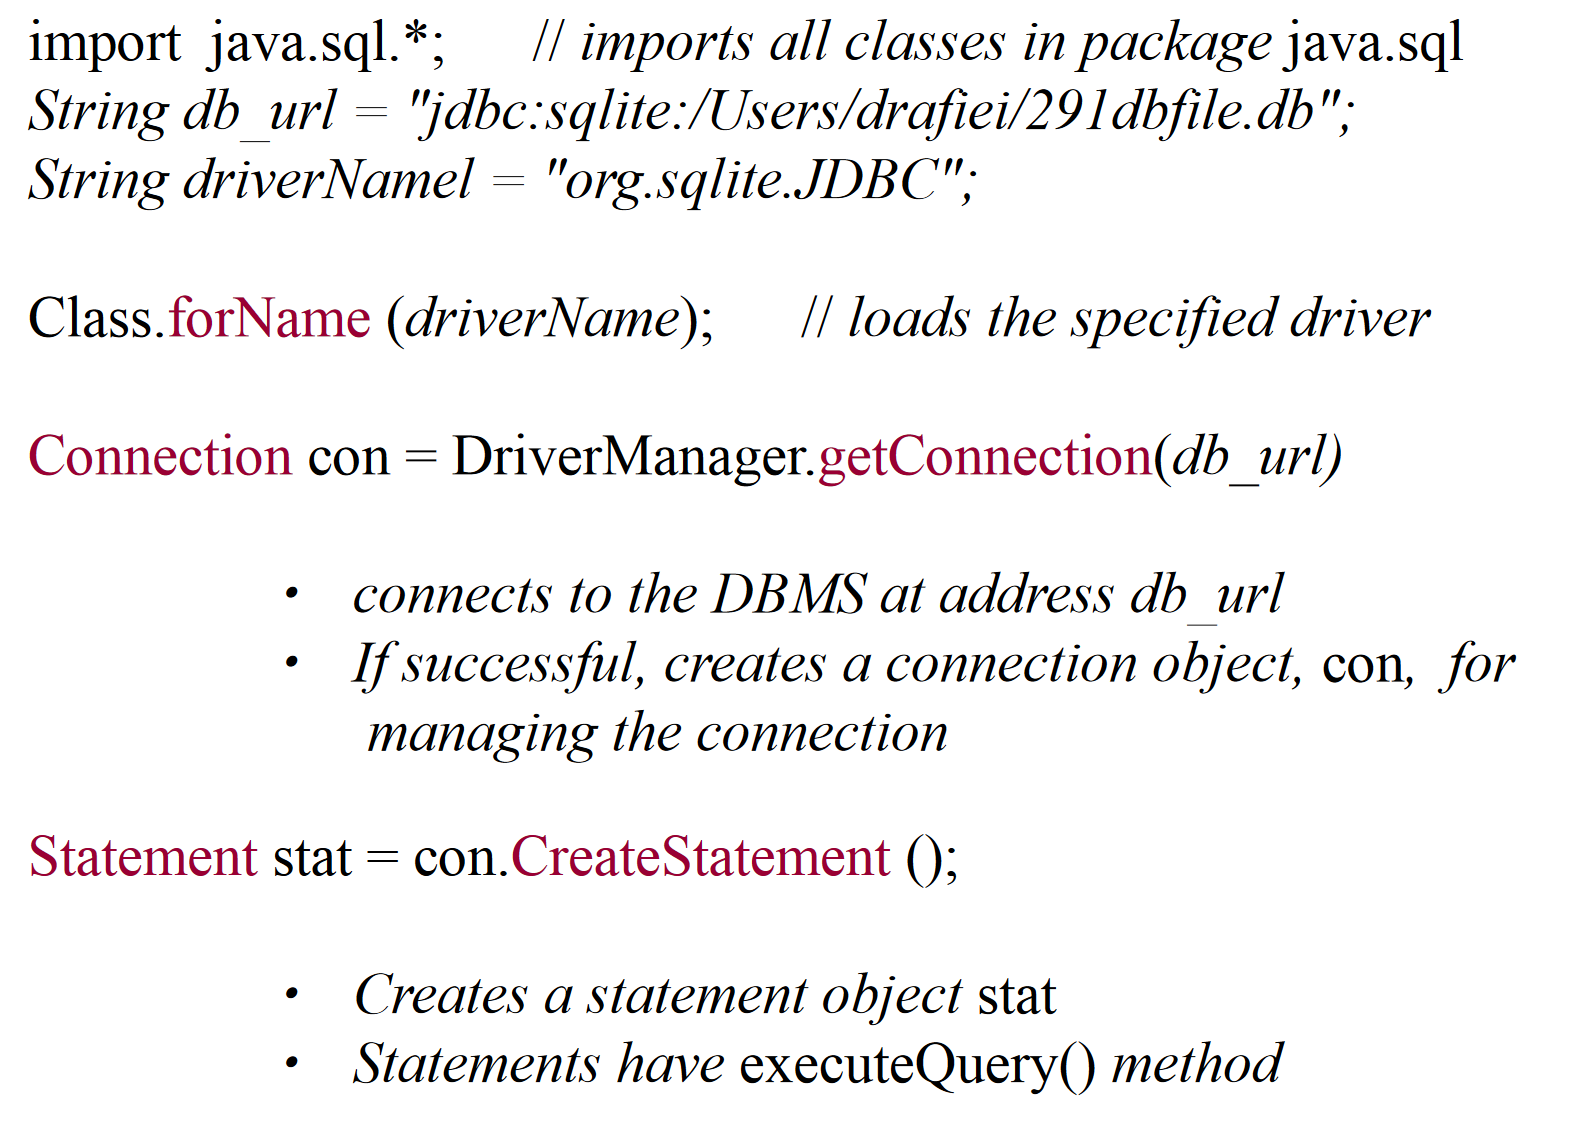 import java.sql.*; // imports all classes in package java.sql
String db_url = "jdbc:sqlite:/Users/drafiei/291dbfile.db";
String driverNamel = "org.sqlite.JDBC";
Class.forName (driverName); // loads the specified driver
Connection con = DriverManager.getConnection(db_url)
• connects to the DBMS at address db_url
• If successful, creates a connection object, con, for
managing the connection
Statement stat = con.CreateStatement ();
• Creates a statement object stat
• Statements have executeQuery() method